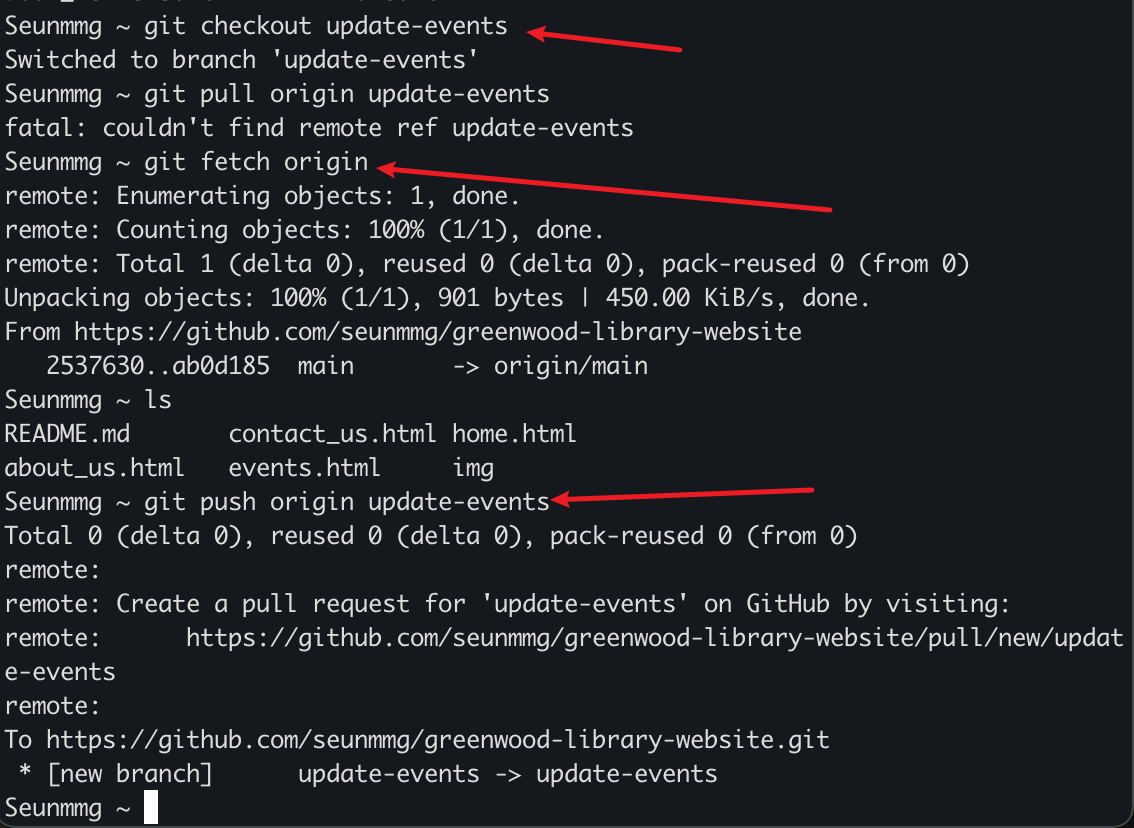 Seunmmg ~ git checkout update-events
Switched to branch 'update-events'
Seunmmg ~ git pull origin update-events
fatal: couldn't find remote ref update-events
Seunmmg ~ git fetch origin
remote: Enumerating objects: 1, done.
remote: Counting objects: 100% (1/1), done.
remote: Total 1 (delta 0), reused 0 (delta 0), pack-reused 0 (from 0)
Unpacking objects: 100% (1/1), 901 bytes | 450.00 KiB/s, done.
From https://github.com/seunmmg/greenwood-library-website
   2537630..ab0d185  main       -> origin/main
Seunmmg ~ ls
README.md       contact_us.html home.html
about_us.html   events.html     img
Seunmmg ~ git push origin update-events
Total 0 (delta 0), reused 0 (delta 0), pack-reused 0 (from 0)
remote:
remote: Create a pull request for 'update-events' on GitHub by visiting:
remote:      https://github.com/seunmmg/greenwood-library-website/pull/new/updat
e-events
remote:
To https://github.com/seunmmg/greenwood-library-website.git
 * [new branch]      update-events -> update-events
Seunmmg ~